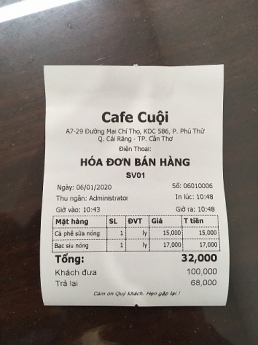 Cafe Cuội
A7-29 Đường Mai Chí Thọ, KDC 586, P. Phú Thứ
Q. Cái Răng - TP. Cần Thơ
Điện Thoại:
HÓA ĐƠN BÁN HÀNG
SV01
Ngày: 06/01/2020 Số: 06010006
Thu ngân: Administrator In lúc: 10:48
Giờ vào: 10:43 Giờ ra: 10:48
Mặt hàng SL ĐVT Giá T tiền
Cà phê sữa nóng 1 ly 15,000 15,000
Bạc sỉu nóng 1 ly 17,000 17,000
Tổng: 32,000
Khách đưa 100,000
Trả lại 68,000
Cảm ơn Quý khách. Hẹn gặp lại !